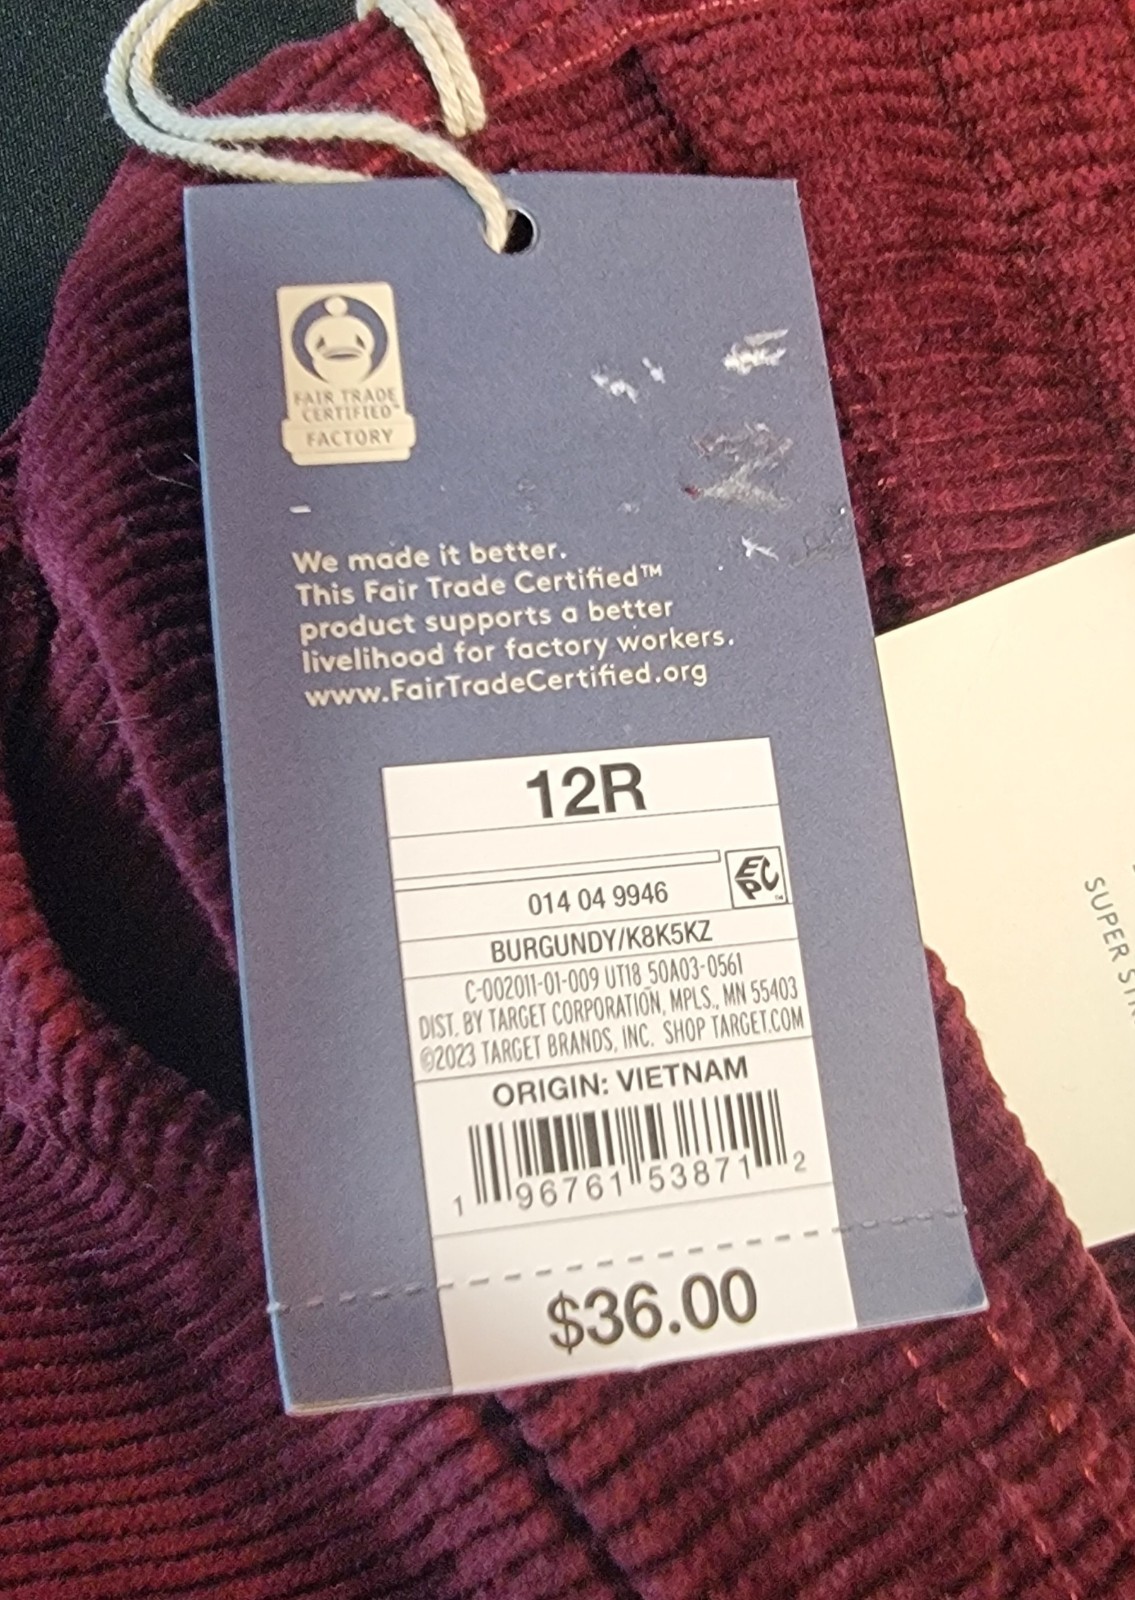 FAIR TRADE
CERTIFIED™
FACTORY
We made it better.
This Fair Trade Certified™
product supports a better
livelihood for factory workers.
www.FairTradeCertified.org
12R
EPC™
014 04 9946
BURGUNDY/K8K5KZ
C-002011-01-009 UT18 50A03-0561
DIST. BY TARGET CORPORATION, MPLS., MN 55403
©2023 TARGET BRANDS, INC. SHOP TARGET.COM
ORIGIN: VIETNAM
1 96761 53871 2
$36.00
SUPER